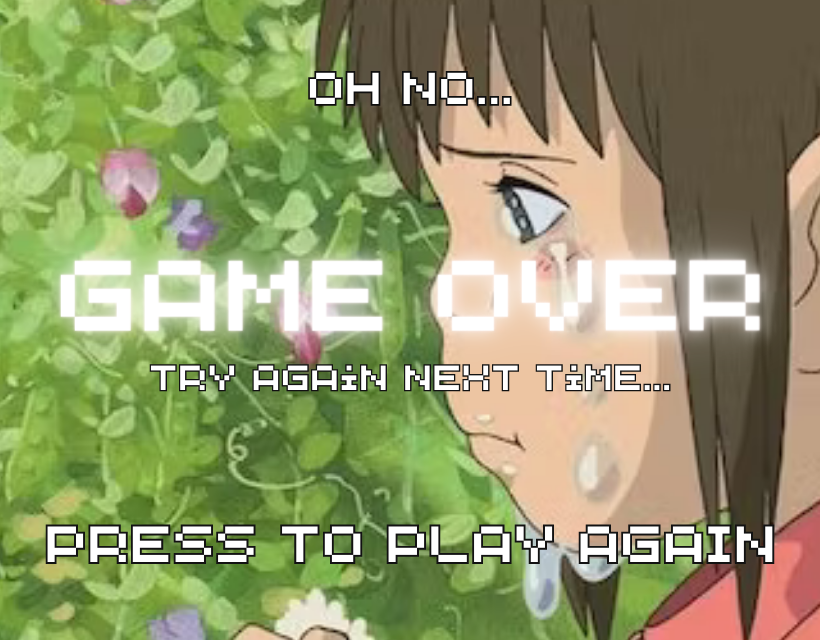 OH NO...
GAME OVER
TRY AGAiN NEXT TiME...
PRESS TO PLAY AGAIN